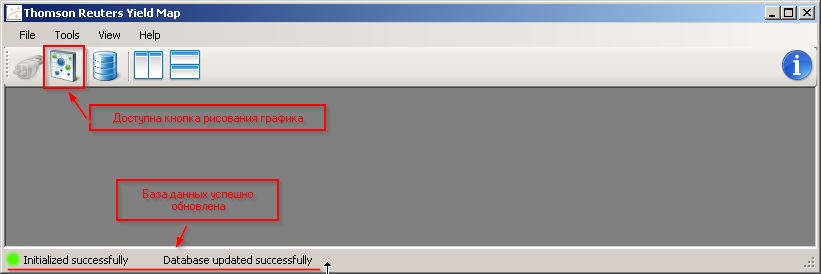 Thomson Reuters Yield Map
File Tools View Help
Доступна кнопка рисования графика
База данных успешно
обновлена
Initialized successfully Database updated successfully